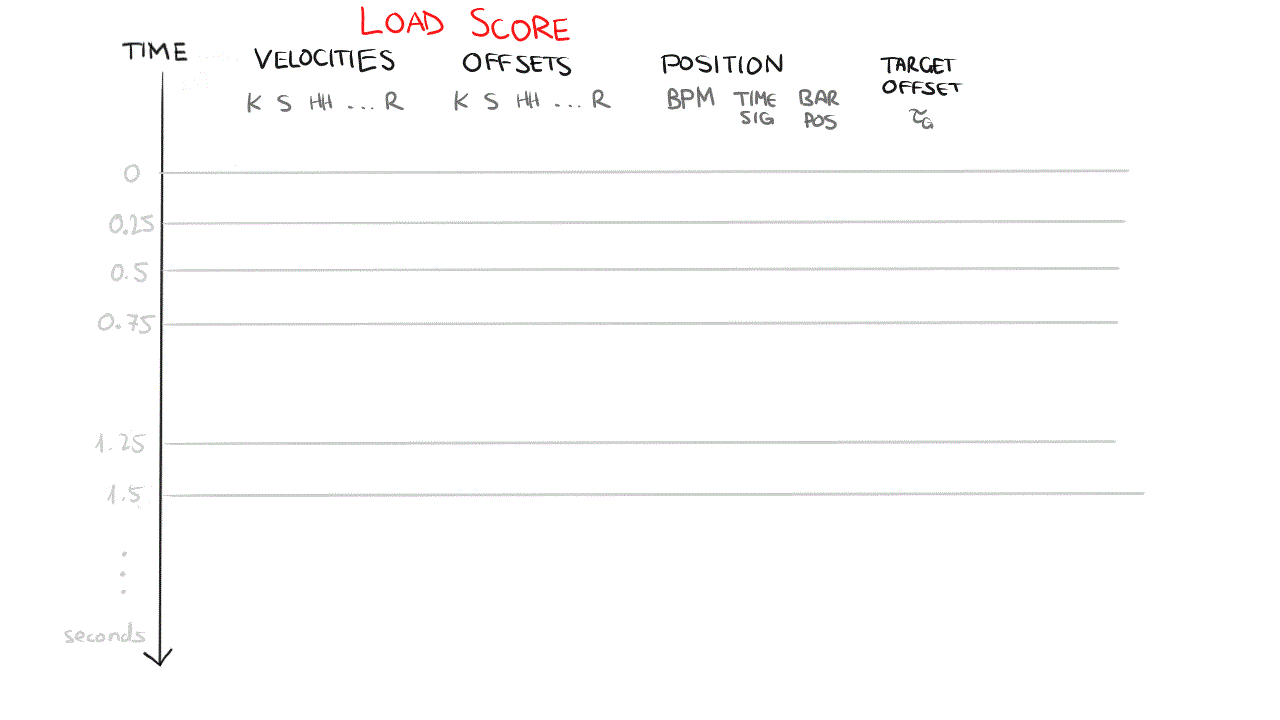 LOAD SCORE
TIME VELOCITIES OFFSETS POSITION TARGET OFFSET
K S HH ... R K S HH ... R BPM TIME SIG BAR POS τG
0
0.25
0.5
0.75
1.25
1.5
seconds